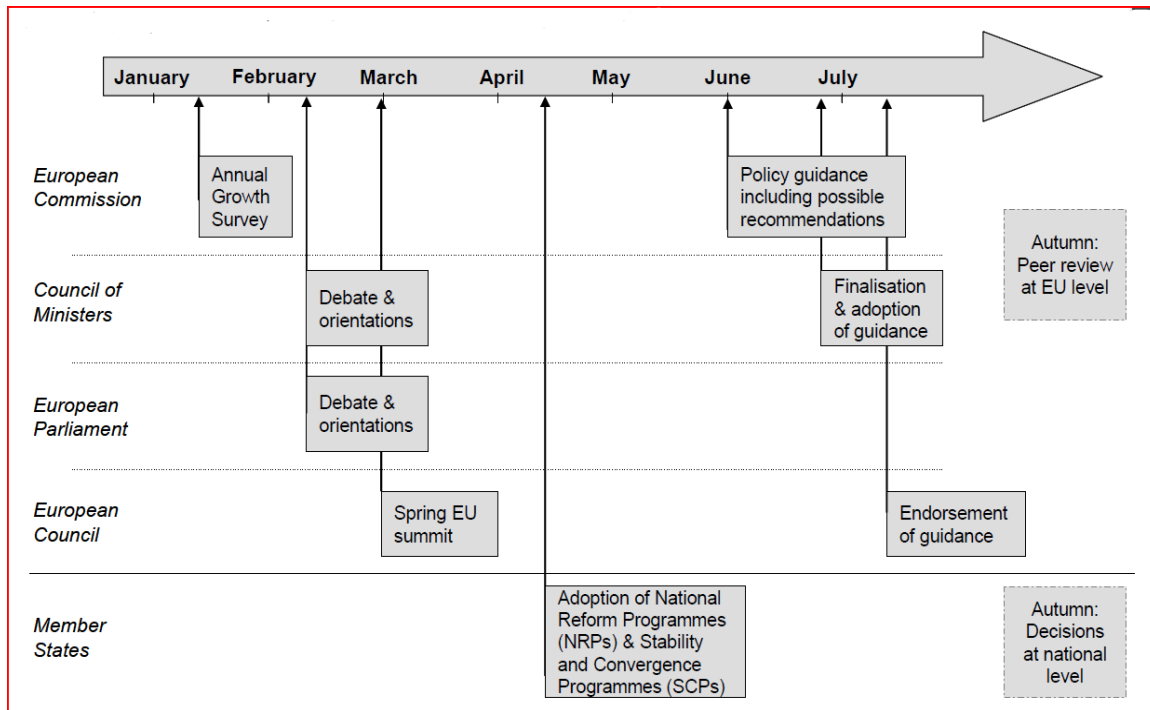 January
February
March
April
May
June
July
European
Commission
Annual
Growth
Survey
Policy guidance
including possible
recommendations
Autumn:
Peer review
at EU level
Council of
Ministers
Debate &
orientations
Finalisation
& adoption
of guidance
European
Parliament
Debate &
orientations
European
Council
Spring EU
summit
Endorsement
of guidance
Member
States
Adoption of National
Reform Programmes
(NRPs) & Stability
and Convergence
Programmes (SCPs)
Autumn:
Decisions
at national
level